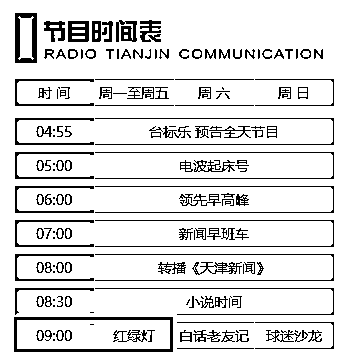 节目时间表
RADIO TIANJIN COMMUNICATION
时 间 周一至周五 周 六 周 日
04:55 台标乐 预告全天节目
05:00 电波起床号
06:00 领先早高峰
07:00 新闻早班车
08:00 转播《天津新闻》
08:30 小说时间
09:00 红绿灯 白话老友记 球迷沙龙